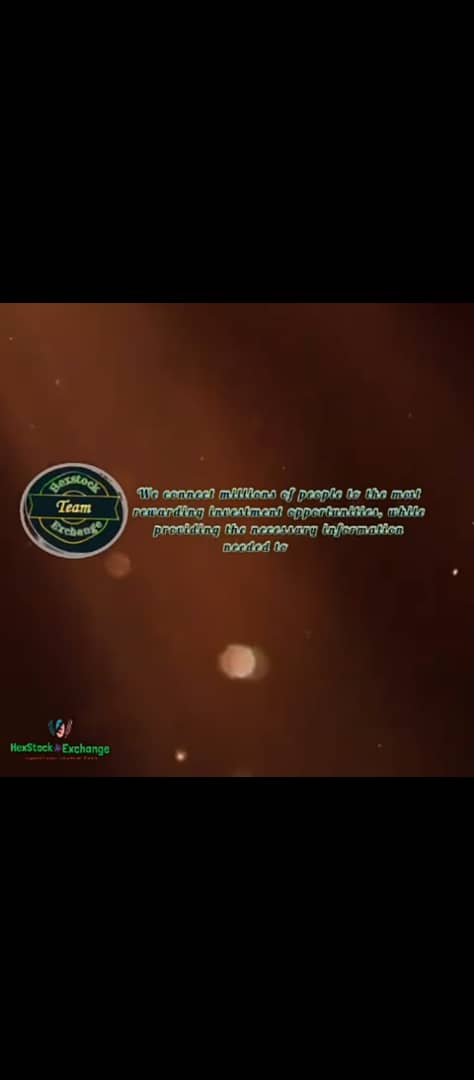 Hexstock
Team
Exchange
We connect millions of people to the most
rewarding investment opportunities, while
providing the necessary information
needed to
HexStock Exchange